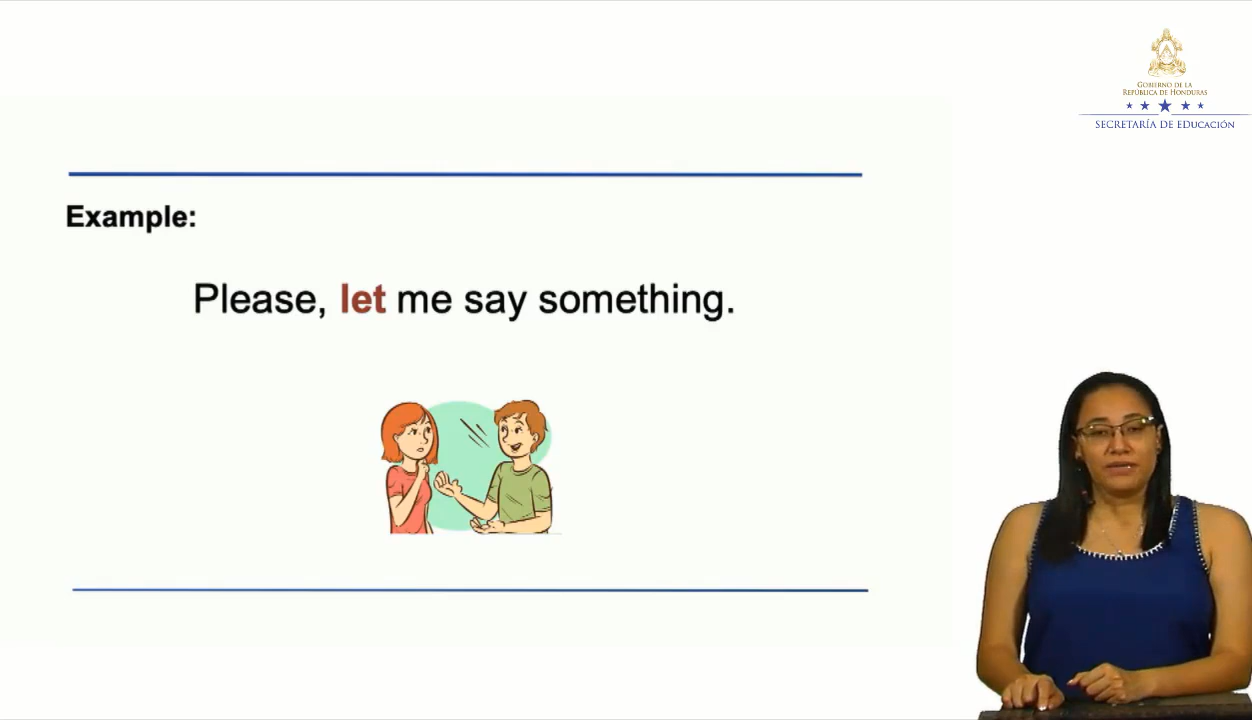 GOBIERNO DE LA
REPÚBLICA DE HONDURAS
SECRETARÍA DE EDUCACIÓN
Example:
Please, let me say something.